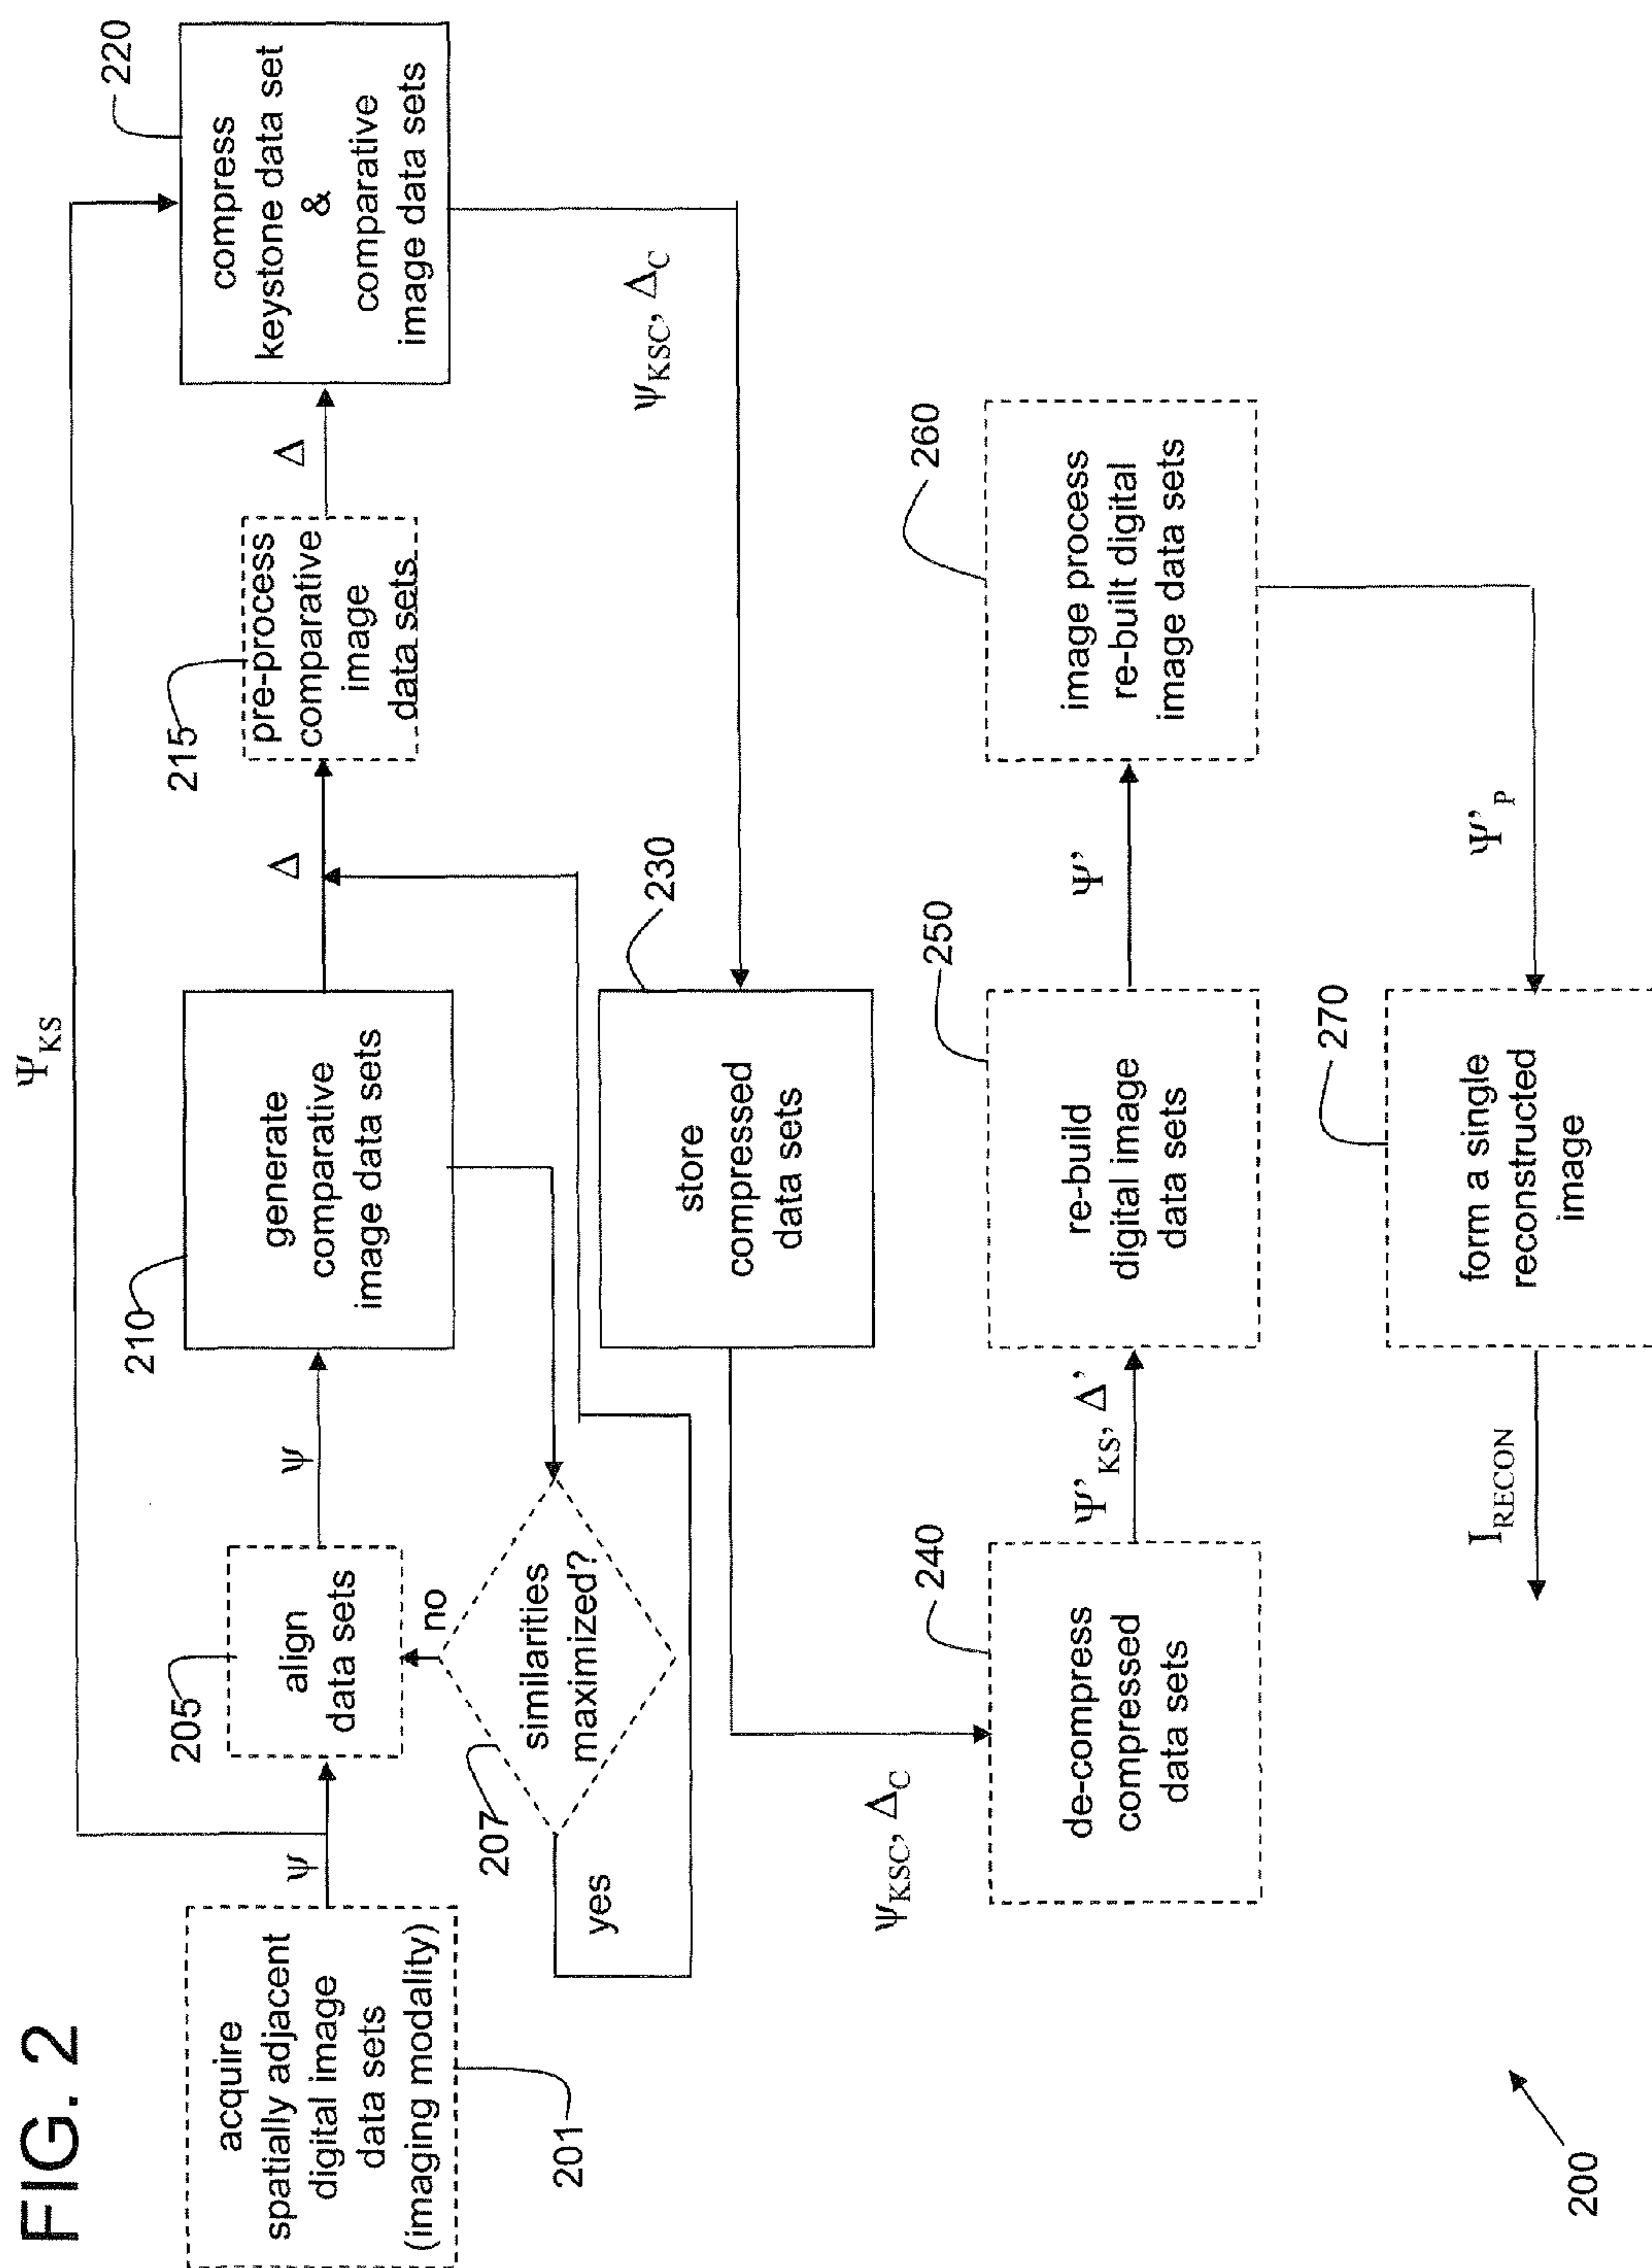 FIG. 2
Ψ_KS
acquire
spatially adjacent
digital image
data sets
(imaging modality)
201
Ψ
205
align
data sets
Ψ
210
generate
comparative
image data sets
Δ
215
pre-process
comparative
image
data sets
Δ
220
compress
keystone data set
&
comparative
image data sets
207
similarities
maximized?
no
yes
Ψ_KSC, Δ_C
230
store
compressed
data sets
Ψ_KSC, Δ_C
240
de-compress
compressed
data sets
Ψ'_KS, Δ'
250
re-build
digital image
data sets
Ψ'
260
image process
re-built digital
image data sets
Ψ'_P
270
form a single
reconstructed
image
I_RECON
200